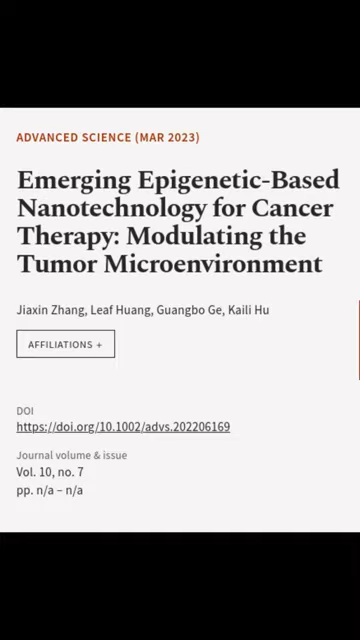 ADVANCED SCIENCE (MAR 2023)
Emerging Epigenetic-Based
Nanotechnology for Cancer
Therapy: Modulating the
Tumor Microenvironment
Jiaxin Zhang, Leaf Huang, Guangbo Ge, Kaili Hu
AFFILIATIONS +
DOI
https://doi.org/10.1002/advs.202206169
Journal volume & issue
Vol. 10, no. 7
pp. n/a – n/a